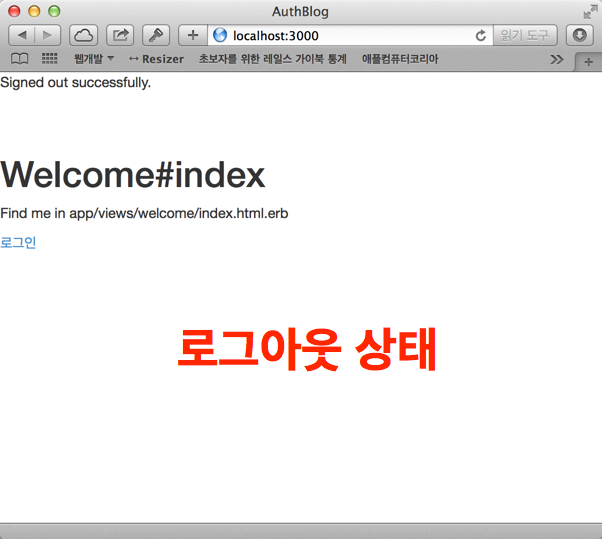 AuthBlog
localhost:3000
읽기 도구
웹개발 Resizer 초보자를 위한 레일스 가이북 통계 애플컴퓨터코리아
Signed out successfully.
Welcome#index
Find me in app/views/welcome/index.html.erb
로그인
로그아웃 상태